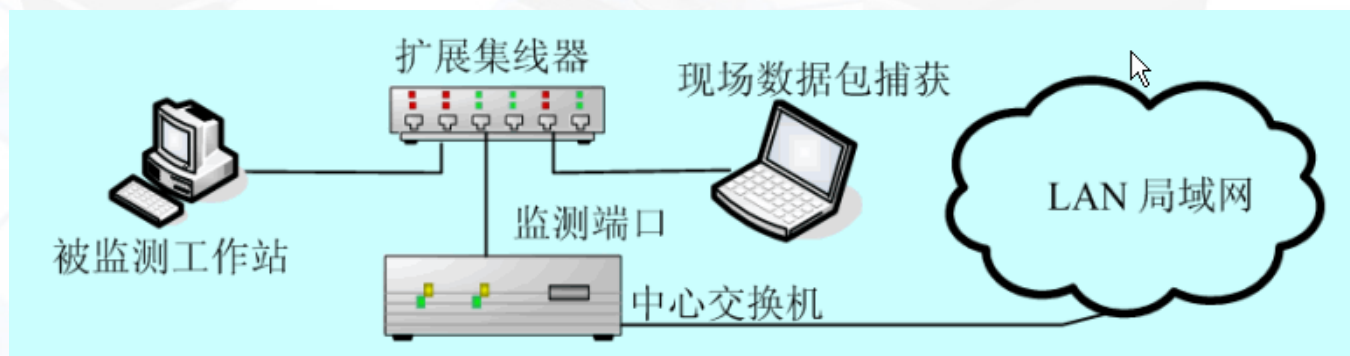 扩展集线器
现场数据包捕获
LAN 局域网
监测端口
被监测工作站
中心交换机